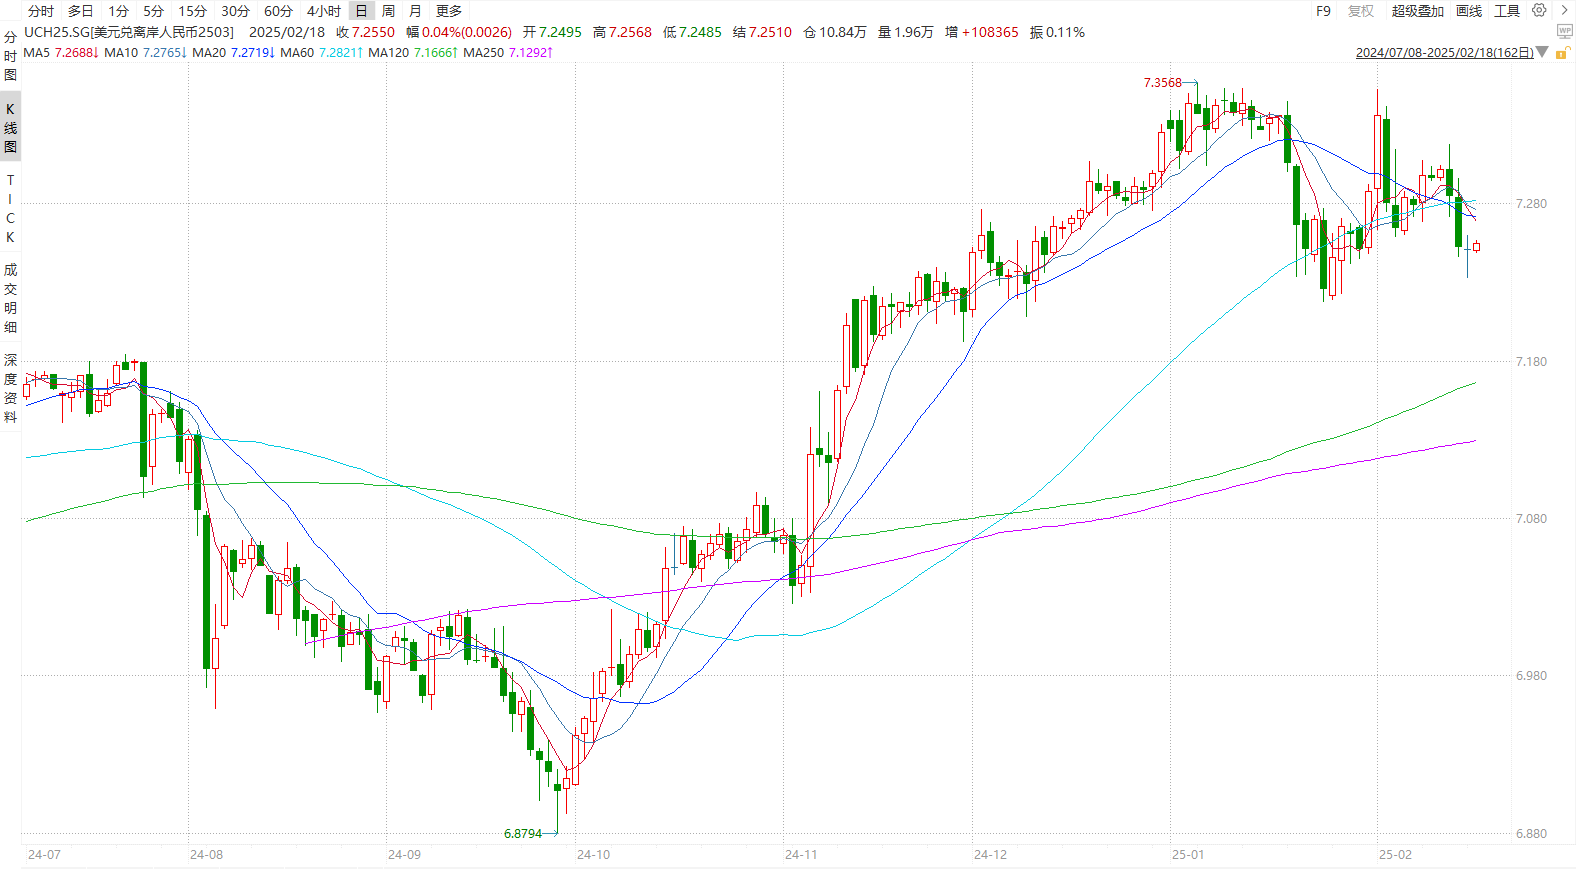 分时 多日 1分 5分 15分 30分 60分 4小时 日 周 月 更多 F9 复权 超级叠加 画线 工具
UCH25.SG[美元兑离岸人民币2503] 2025/02/18 收 7.2550 幅 0.04%(0.0026) 开 7.2495 高 7.2568 低 7.2485 结 7.2510 仓 10.84万 量 1.96万 增 +108365 振 0.11%
WP
MA5 7.2688↓ MA10 7.2765↓ MA20 7.2719↓ MA60 7.2821↑ MA120 7.1666↑ MA250 7.1292↑ 2024/07/08-2025/02/18(162日)
分时图
K线图
TICK
成交明细
深度资料
7.3568
7.280
7.180
7.080
6.980
6.8794
6.880
24-07 24-08 24-09 24-10 24-11 24-12 25-01 25-02